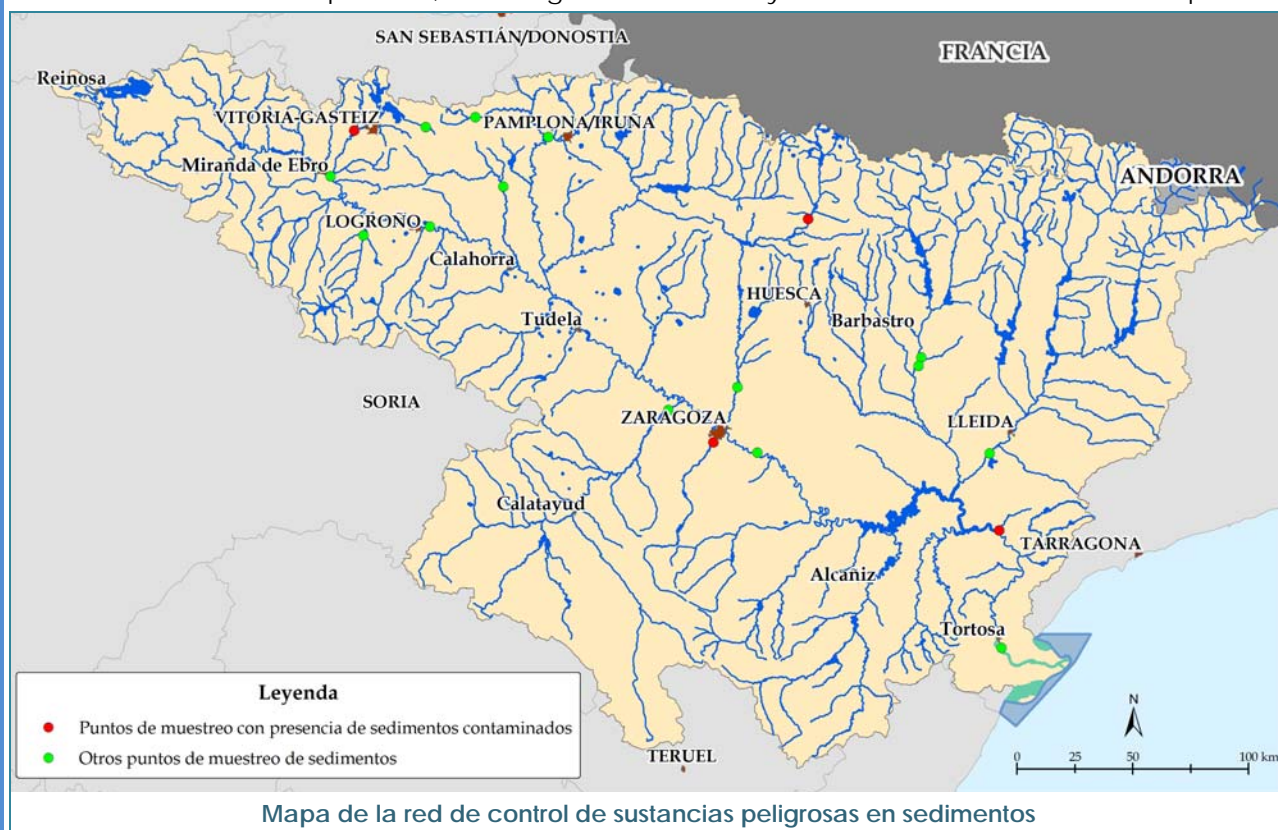 SAN SEBASTIÁN/DONOSTIA
FRANCIA
Reinosa
VITORIA-GASTEIZ
PAMPLONA/IRUÑA
Miranda de Ebro
ANDORRA
LOGROÑO
Calahorra
HUESCA
Tudela
Barbastro
SORIA
ZARAGOZA
LLEIDA
Calatayud
TARRAGONA
Alcañiz
Tortosa
Leyenda
Puntos de muestreo con presencia de sedimentos contaminados
Otros puntos de muestreo de sedimentos
TERUEL
N
0 25 50 100 km
Mapa de la red de control de sustancias peligrosas en sedimentos